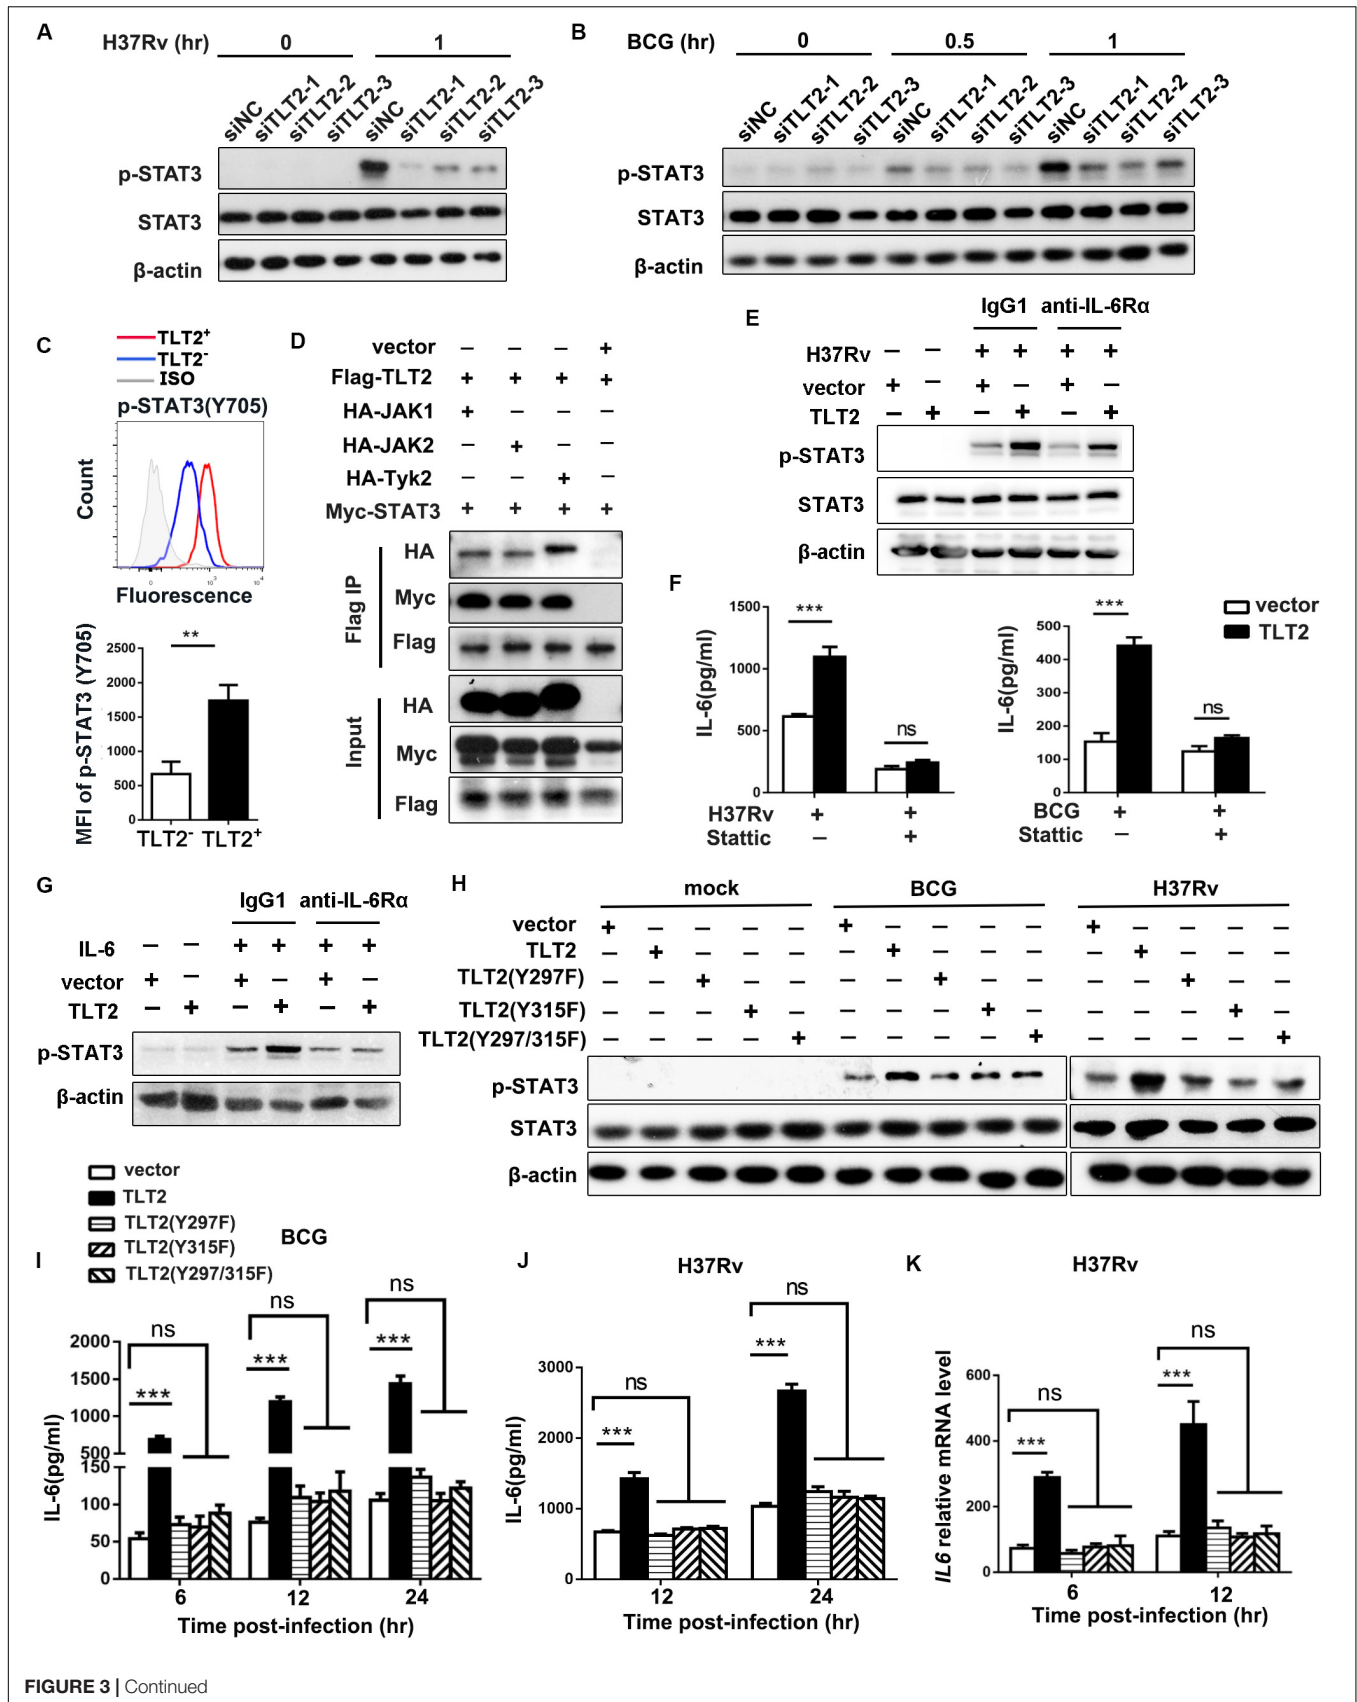 A
H37Rv (hr) 0 1
siNC siTLT2-1 siTLT2-2 siTLT2-3 siNC siTLT2-1 siTLT2-2 siTLT2-3
p-STAT3
STAT3
β-actin
B
BCG (hr) 0 0.5 1
siNC siTLT2-1 siTLT2-2 siTLT2-3 siNC siTLT2-1 siTLT2-2 siTLT2-3 siNC siTLT2-1 siTLT2-2 siTLT2-3
p-STAT3
STAT3
β-actin
C
TLT2+
TLT2-
ISO
p-STAT3(Y705)
Count
0 10^3 10^4
Fluorescence
MFI of p-STAT3 (Y705)
**
2500
2000
1500
1000
500
0
TLT2- TLT2+
D
vector – – – +
Flag-TLT2 + + + +
HA-JAK1 + – – –
HA-JAK2 – + – –
HA-Tyk2 – – + –
Myc-STAT3 + + + +
Flag IP
HA
Myc
Flag
Input
HA
Myc
Flag
E
IgG1 anti-IL-6Rα
H37Rv – – + + + +
vector + – + – + –
TLT2 – + – + – +
p-STAT3
STAT3
β-actin
F
vector
TLT2
IL-6(pg/ml)
1500
1000
500
0
*** ns
H37Rv + +
Stattic – +
IL-6(pg/ml)
500
400
300
200
100
0
*** ns
BCG + +
Stattic – +
G
IgG1 anti-IL-6Rα
IL-6 – – + + + +
vector + – + – + –
TLT2 – + – + – +
p-STAT3
β-actin
H
mock BCG H37Rv
vector + – – – – + – – – – + – – – –
TLT2 – + – – – – + – – – – + – – –
TLT2(Y297F) – – + – – – – + – – – – + – –
TLT2(Y315F) – – – + – – – – + – – – – + –
TLT2(Y297/315F) – – – – + – – – – + – – – – +
p-STAT3
STAT3
β-actin
vector
TLT2
TLT2(Y297F)
TLT2(Y315F)
TLT2(Y297/315F)
I
BCG
IL-6(pg/ml)
2000
1500
1000
500
150
100
50
0
ns ns ns
*** *** ***
6 12 24
Time post-infection (hr)
J
H37Rv
IL-6(pg/ml)
3000
2000
1000
0
ns ns
*** ***
12 24
Time post-infection (hr)
K
H37Rv
IL6 relative mRNA level
600
400
200
0
ns ns
*** ***
6 12
Time post-infection (hr)
FIGURE 3 | Continued